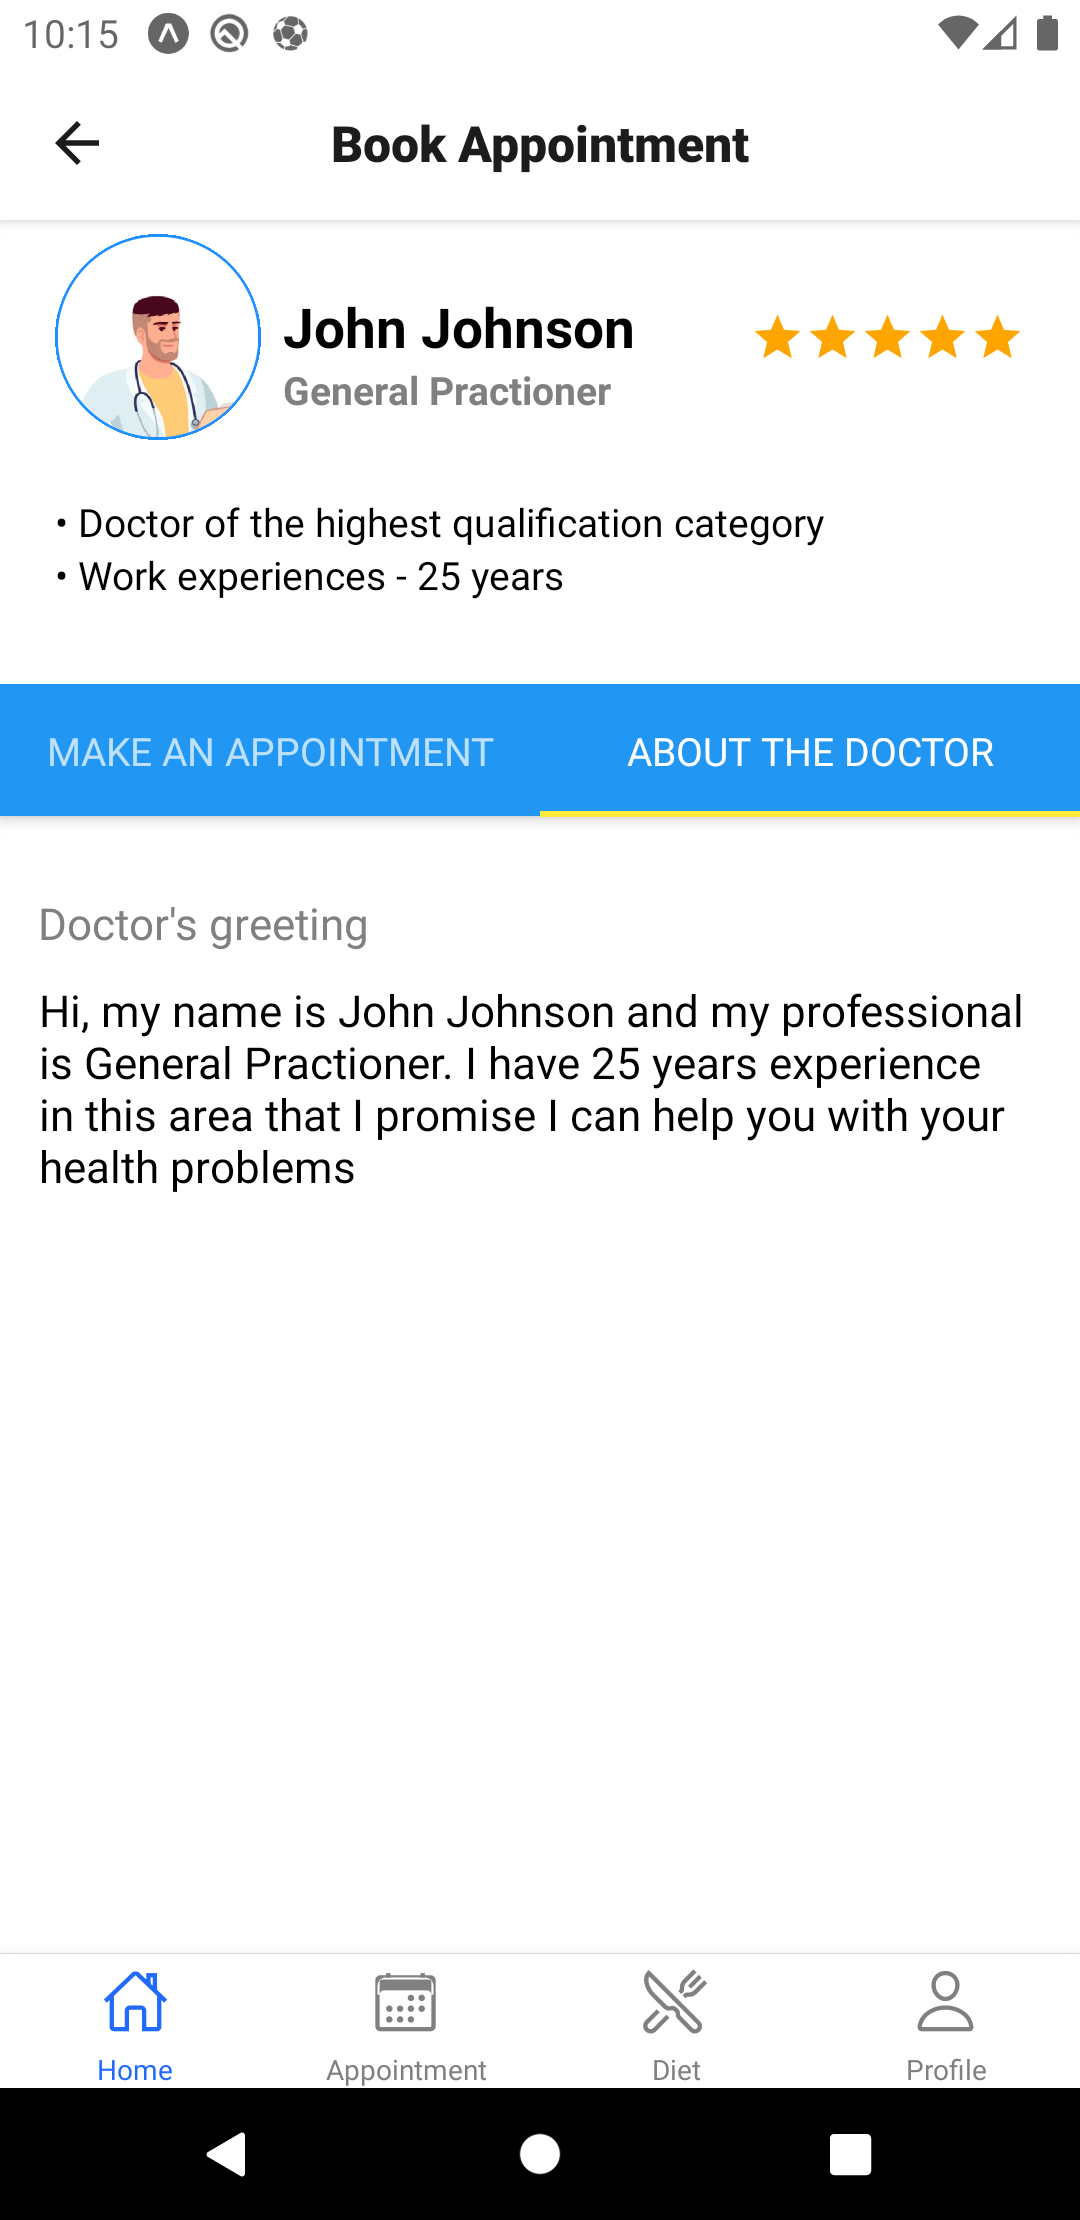 10:15
Book Appointment
John Johnson
General Practioner
• Doctor of the highest qualification category
• Work experiences - 25 years
MAKE AN APPOINTMENT
ABOUT THE DOCTOR
Doctor's greeting
Hi, my name is John Johnson and my professional
is General Practioner. I have 25 years experience
in this area that I promise I can help you with your
health problems
Home
Appointment
Diet
Profile